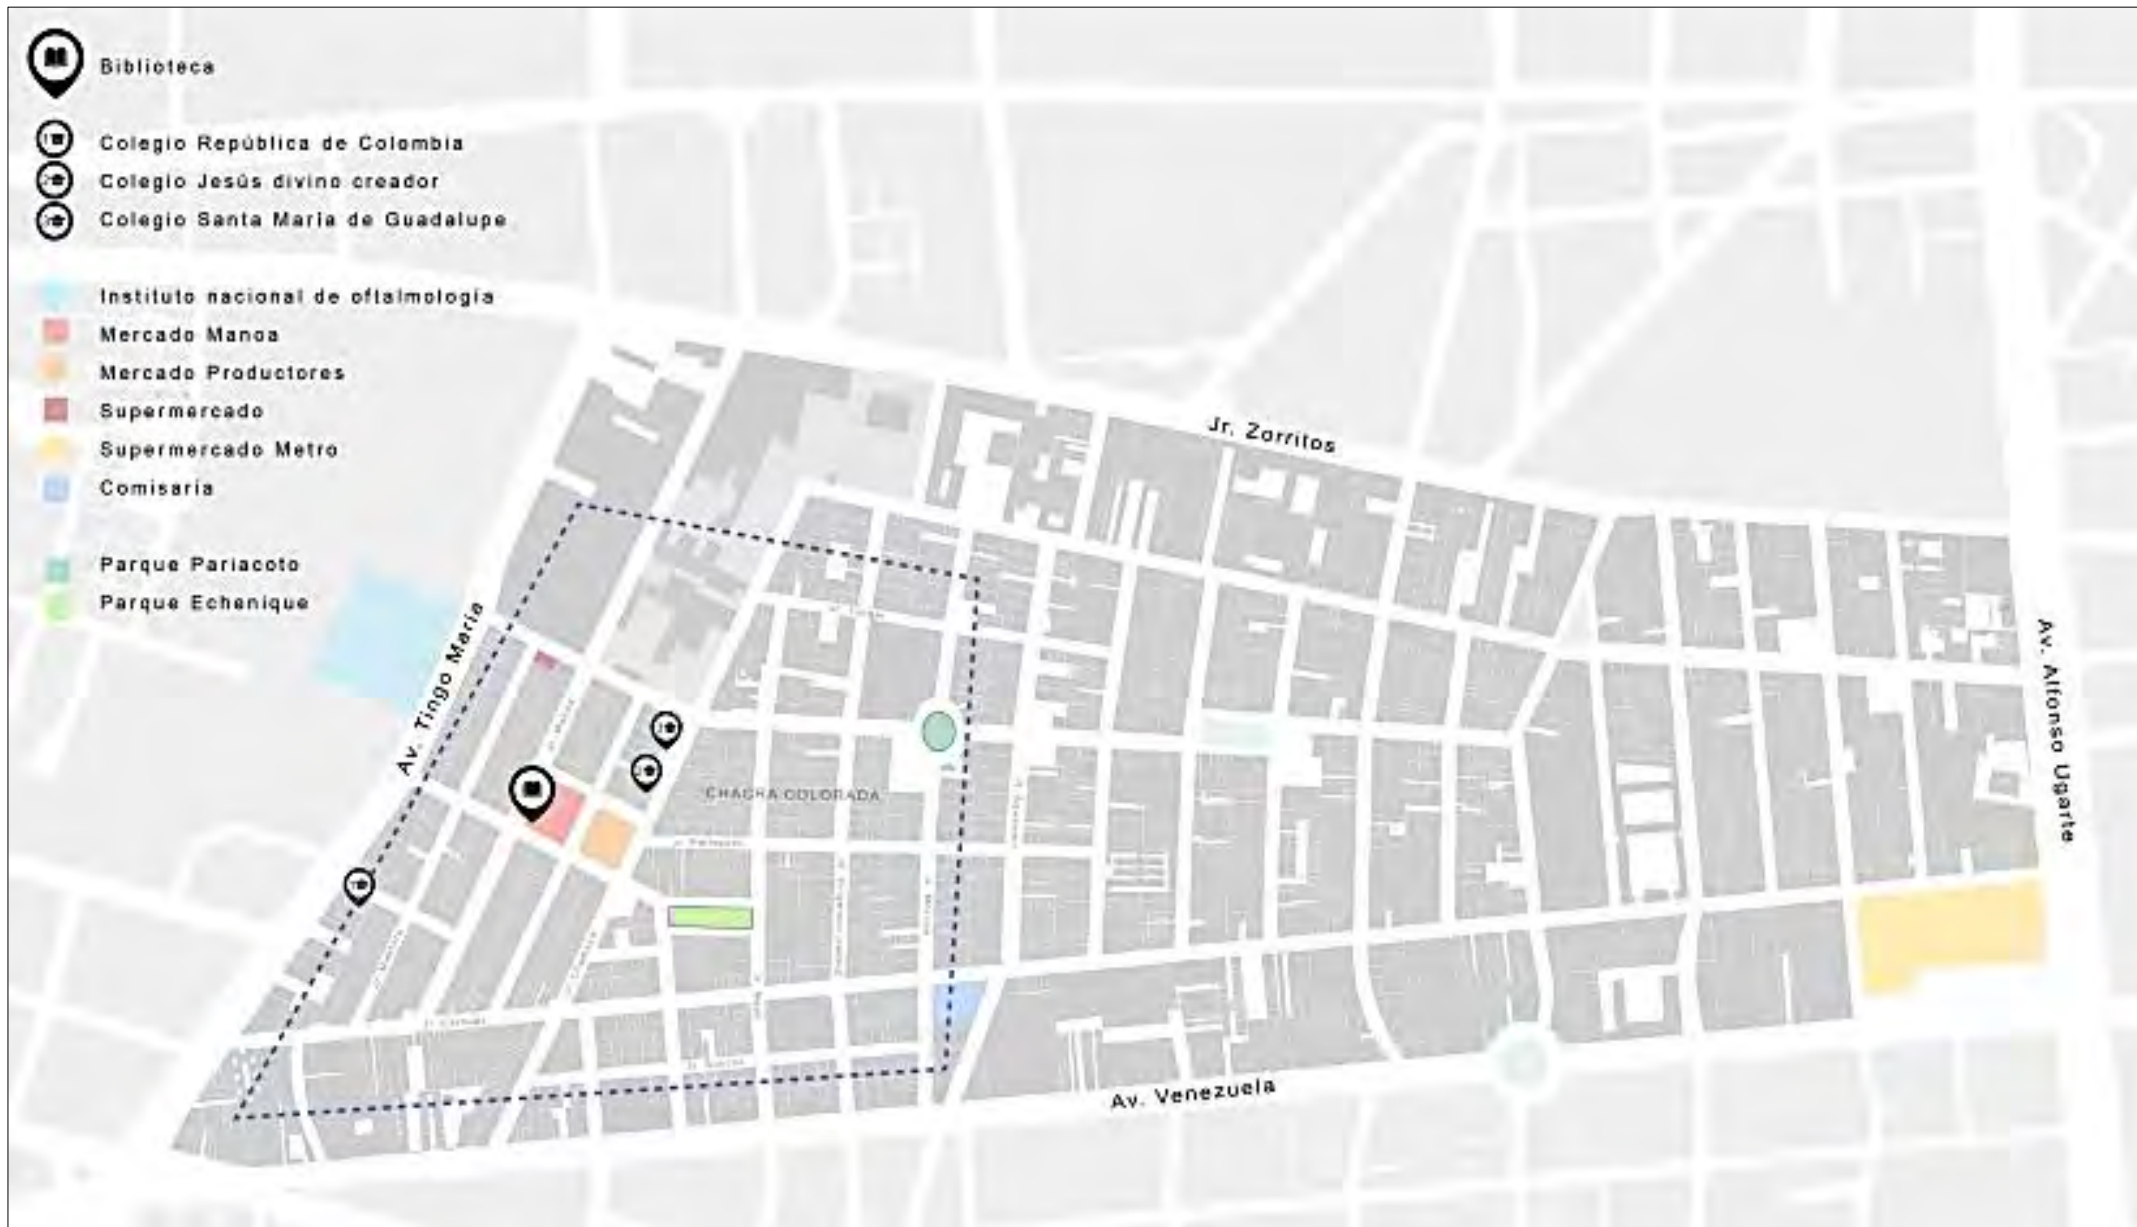 Biblioteca
Colegio República de Colombia
Colegio Jesús divino creador
Colegio Santa Maria de Guadalupe
Instituto nacional de oftalmología
Mercado Manoa
Mercado Productores
Supermercado
Supermercado Metro
Comisaría
Parque Pariacoto
Parque Echenique
Jr. Zorritos
Av. Tingo María
Av. Alfonso Ugarte
CHACRA COLORADA
Av. Venezuela